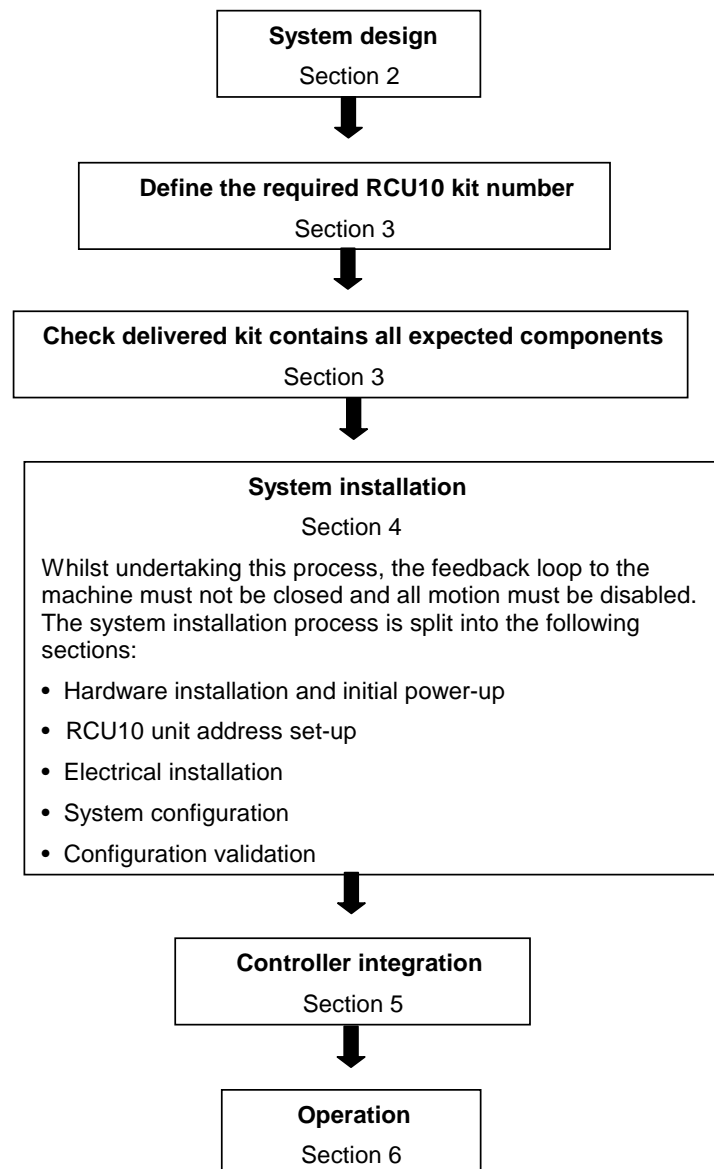 System design
Section 2
Define the required RCU10 kit number
Section 3
Check delivered kit contains all expected components
Section 3
System installation
Section 4
Whilst undertaking this process, the feedback loop to the
machine must not be closed and all motion must be disabled.
The system installation process is split into the following
sections:
• Hardware installation and initial power-up
• RCU10 unit address set-up
• Electrical installation
• System configuration
• Configuration validation
Controller integration
Section 5
Operation
Section 6